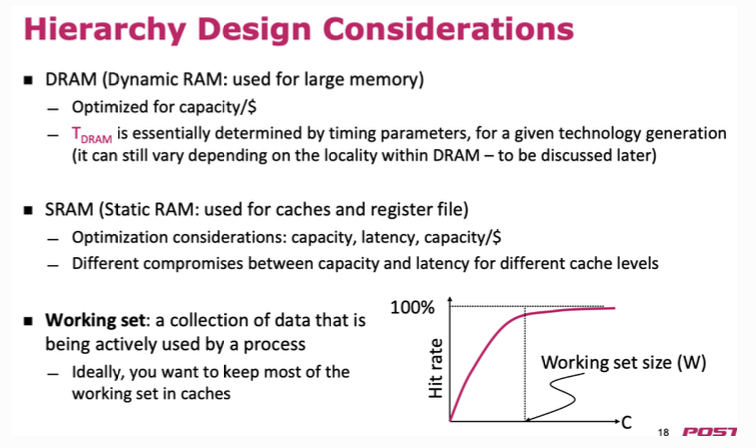 Hierarchy Design Considerations
▪ DRAM (Dynamic RAM: used for large memory)
– Optimized for capacity/$
– TDRAM is essentially determined by timing parameters, for a given technology generation
(it can still vary depending on the locality within DRAM – to be discussed later)
▪ SRAM (Static RAM: used for caches and register file)
– Optimization considerations: capacity, latency, capacity/$
– Different compromises between capacity and latency for different cache levels
▪ Working set: a collection of data that is
being actively used by a process
– Ideally, you want to keep most of the
working set in caches
100%
Hit rate
Working set size (W)
C
18